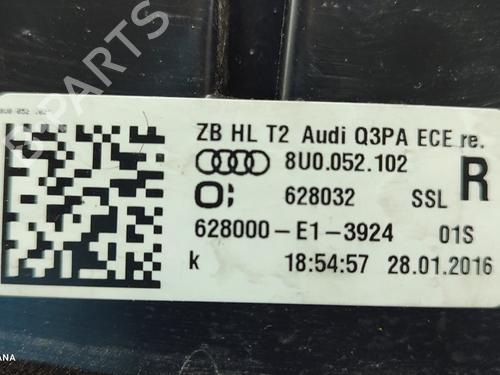 ZB HL T2 Audi Q3PA ECE re.
8U0.052.102 R
628032 SSL
628000-E1-3924 01S
k 18:54:57 28.01.2016